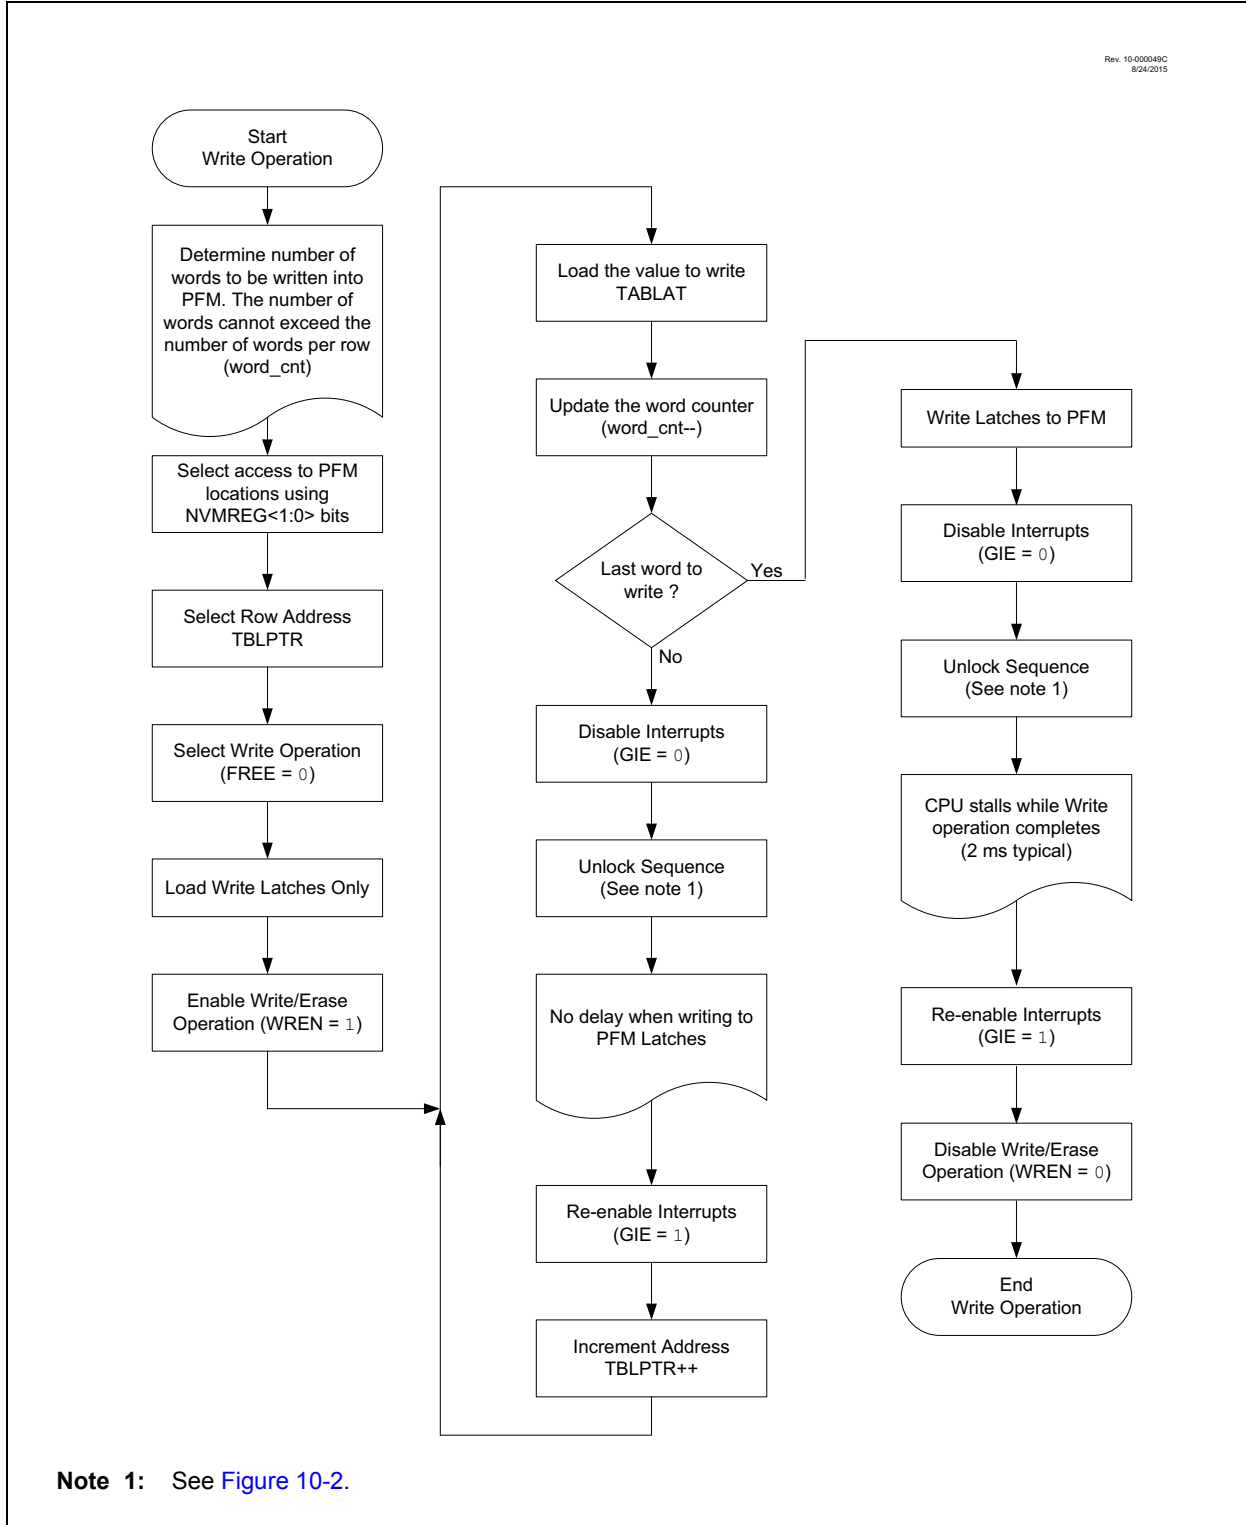 Rev. 10-000049C
8/24/2015
Start
Write Operation
Determine number of
words to be written into
PFM. The number of
words cannot exceed the
number of words per row
(word_cnt)
Select access to PFM
locations using
NVMREG<1:0> bits
Select Row Address
TBLPTR
Select Write Operation
(FREE = 0)
Load Write Latches Only
Enable Write/Erase
Operation (WREN = 1)
Load the value to write
TABLAT
Update the word counter
(word_cnt--)
Last word to
write ?
Yes
No
Disable Interrupts
(GIE = 0)
Unlock Sequence
(See note 1)
No delay when writing to
PFM Latches
Re-enable Interrupts
(GIE = 1)
Increment Address
TBLPTR++
Write Latches to PFM
Disable Interrupts
(GIE = 0)
Unlock Sequence
(See note 1)
CPU stalls while Write
operation completes
(2 ms typical)
Re-enable Interrupts
(GIE = 1)
Disable Write/Erase
Operation (WREN = 0)
End
Write Operation
Note 1: See Figure 10-2.